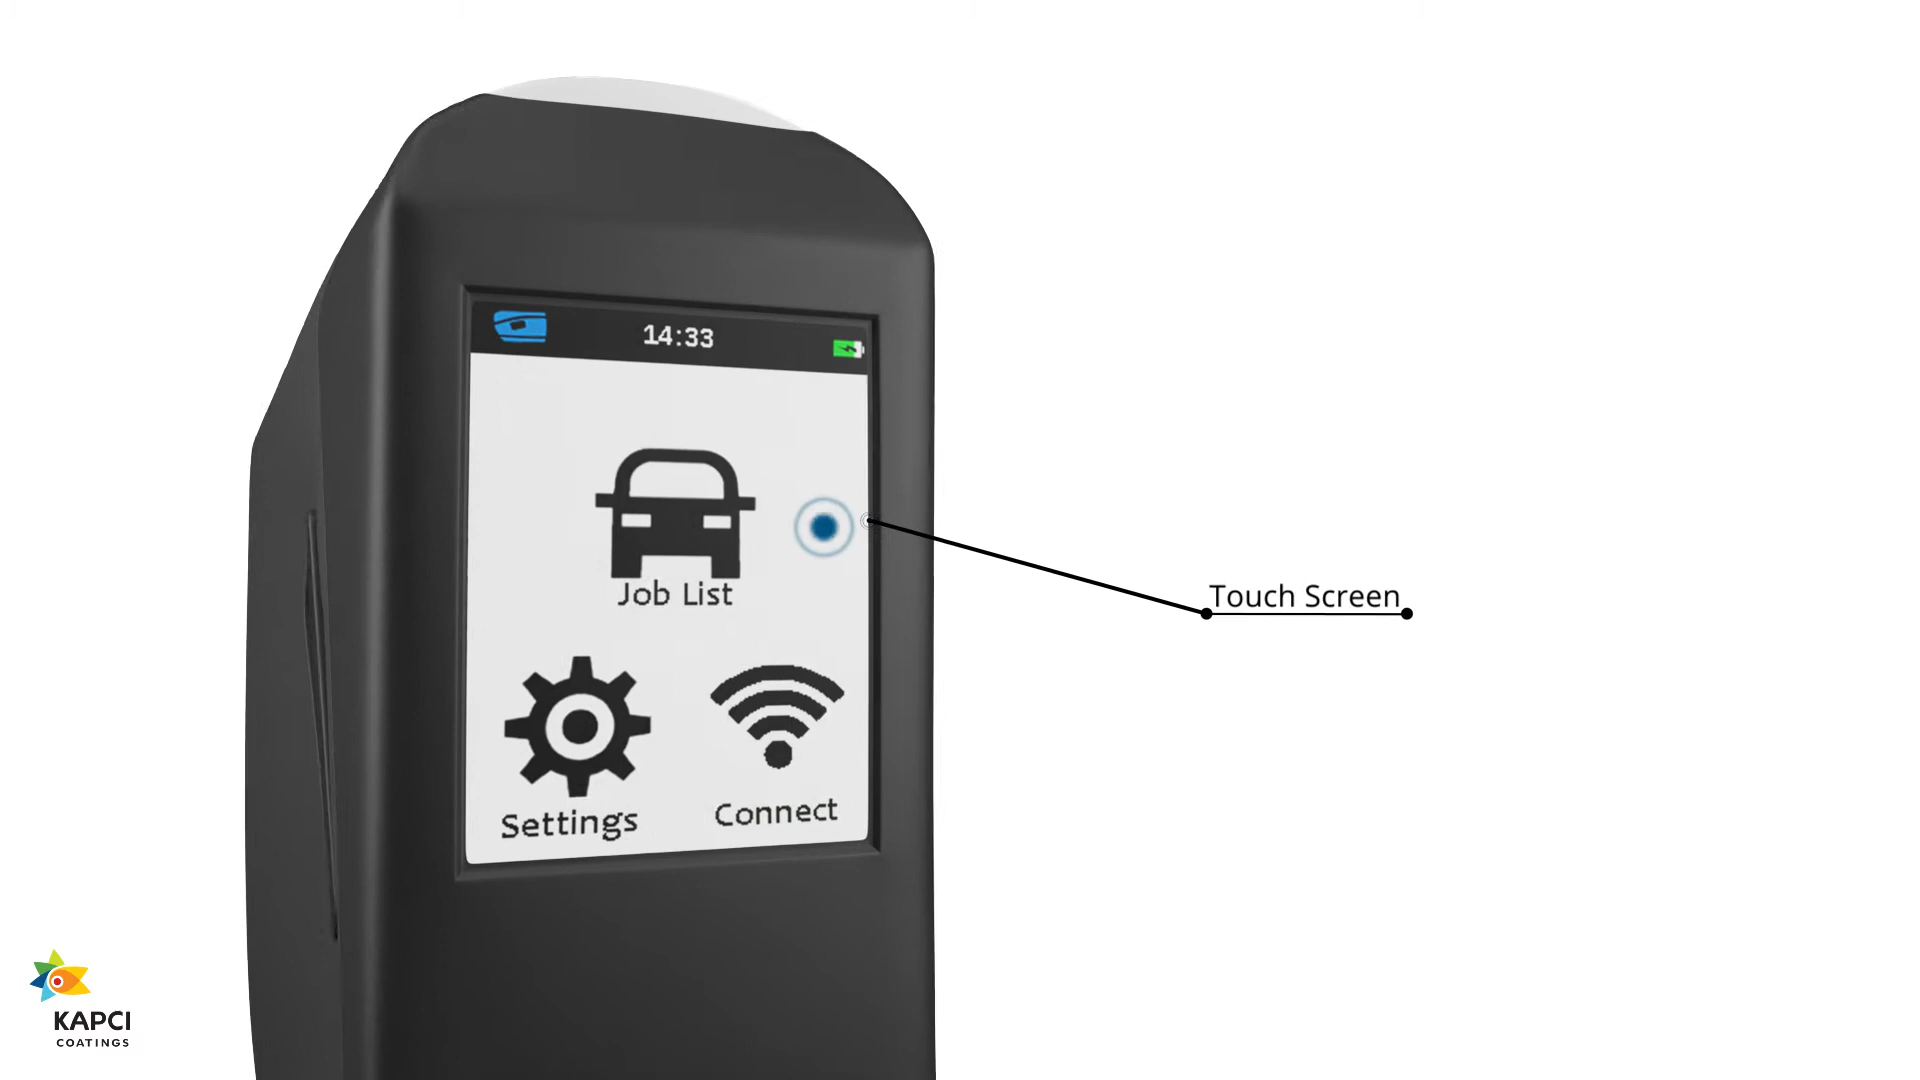 14:33
Job List
Touch Screen
Settings
Connect
KAPCI
COATINGS